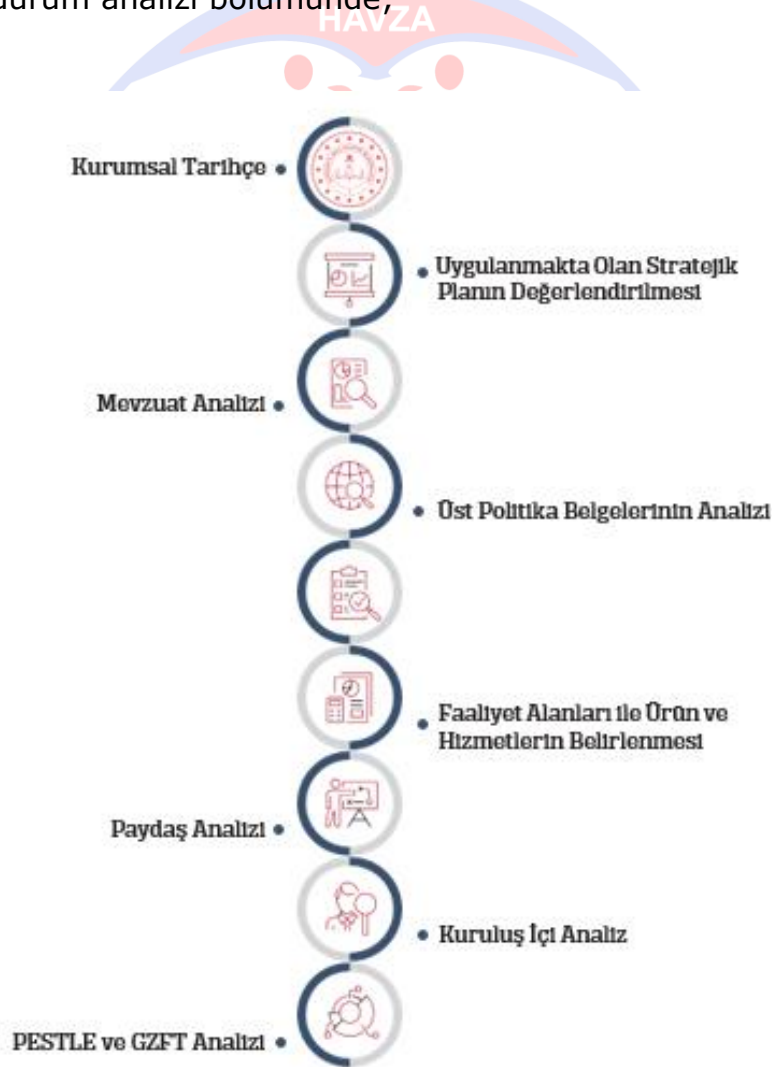 durum analizi bölümünde,
HAVZA
Kurumsal Tarihçe
Uygulanmakta Olan Stratejik
Planın Değerlendirilmesi
Mevzuat Analizi
Üst Politika Belgelerinin Analizi
Faaliyet Alanları ile Ürün ve
Hizmetlerin Belirlenmesi
Paydaş Analizi
Kuruluş İçi Analiz
PESTLE ve GZFT Analizi